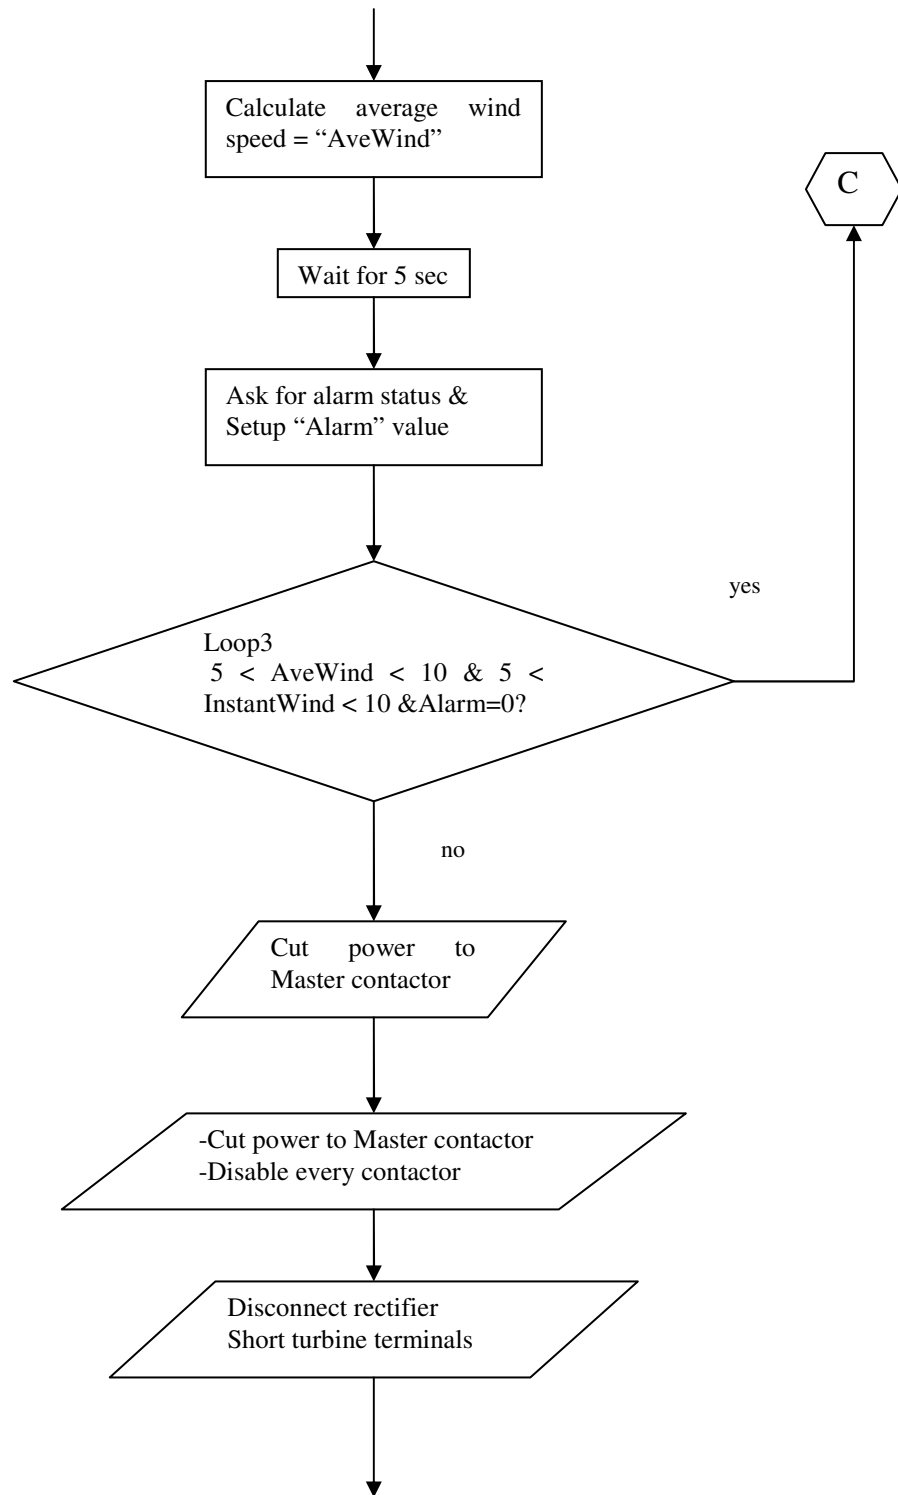 Calculate average wind
speed = “AveWind”
C
Wait for 5 sec
Ask for alarm status &
Setup “Alarm” value
yes
Loop3
5 < AveWind < 10 & 5 <
InstantWind < 10 &Alarm=0?
no
Cut power to
Master contactor
-Cut power to Master contactor
-Disable every contactor
Disconnect rectifier
Short turbine terminals